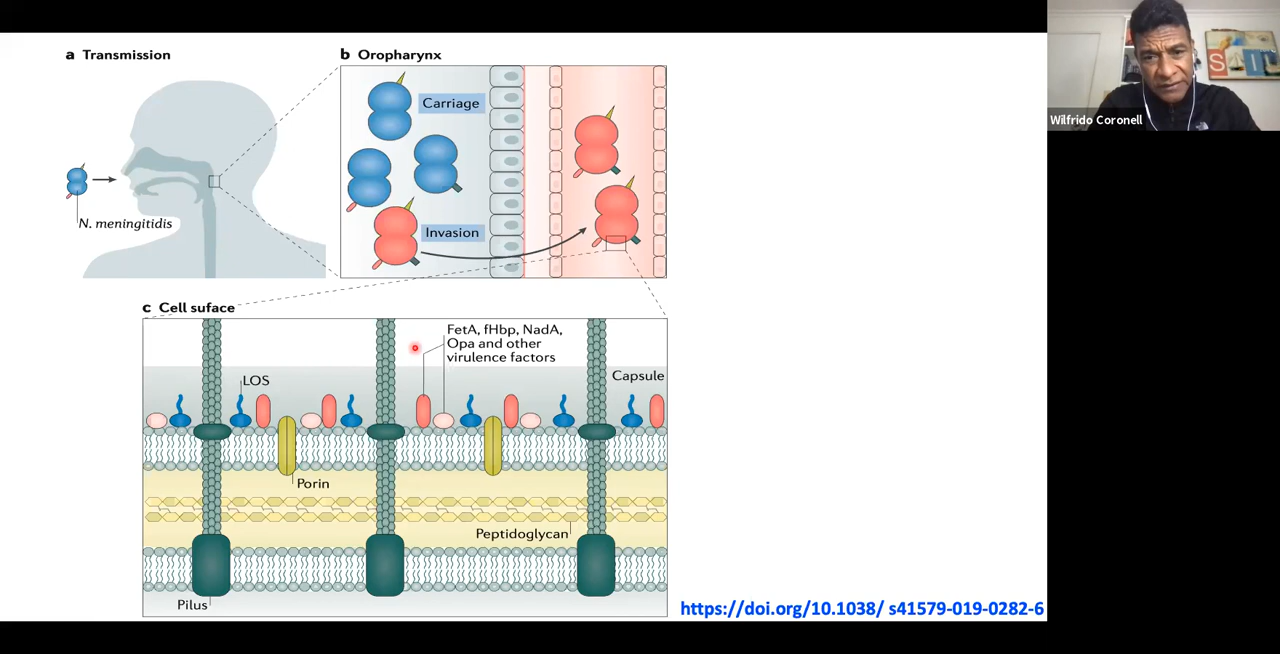 a Transmission
N. meningitidis
b Oropharynx
Carriage
Invasion
c Cell suface
FetA, fHbp, NadA,
Opa and other
virulence factors
LOS
Capsule
Porin
Peptidoglycan
Pilus
https://doi.org/10.1038/ s41579-019-0282-6
Wilfrido Coronell